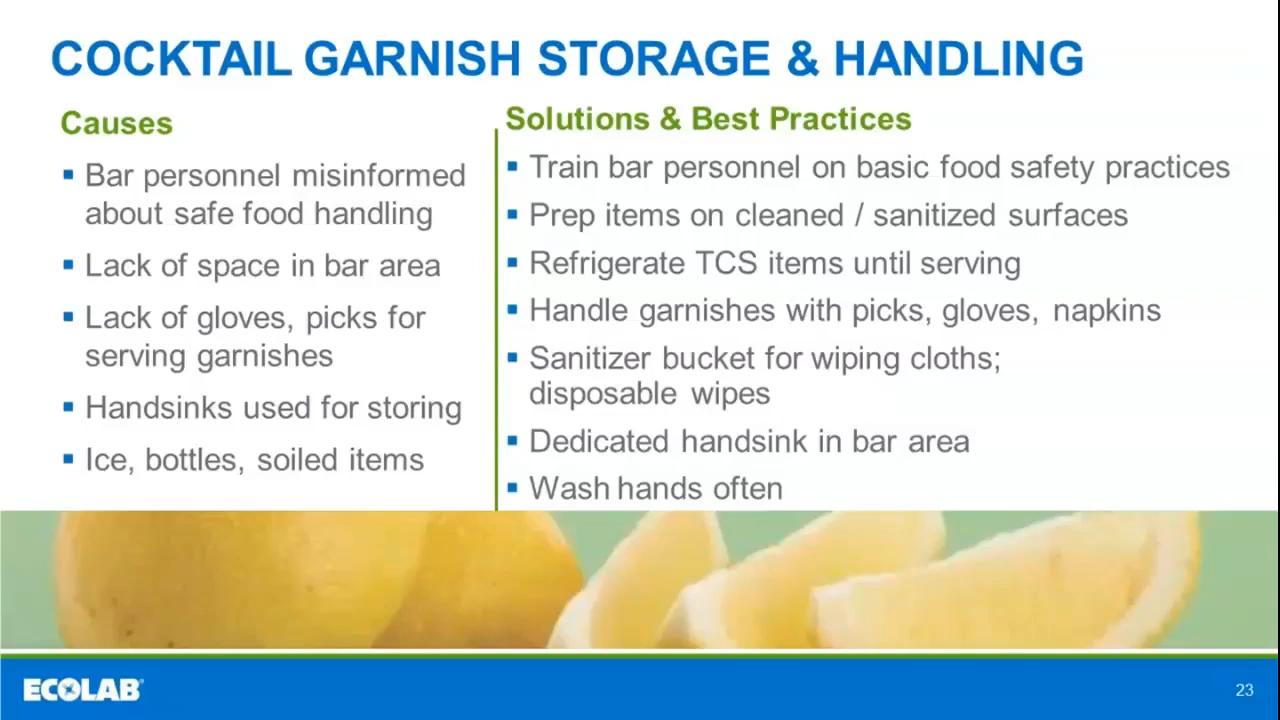 COCKTAIL GARNISH STORAGE & HANDLING
Causes
▪ Bar personnel misinformed
about safe food handling
▪ Lack of space in bar area
▪ Lack of gloves, picks for
serving garnishes
▪ Handsinks used for storing
▪ Ice, bottles, soiled items
Solutions & Best Practices
▪ Train bar personnel on basic food safety practices
▪ Prep items on cleaned / sanitized surfaces
▪ Refrigerate TCS items until serving
▪ Handle garnishes with picks, gloves, napkins
▪ Sanitizer bucket for wiping cloths;
disposable wipes
▪ Dedicated handsink in bar area
▪ Wash hands often
ECOLAB®
23